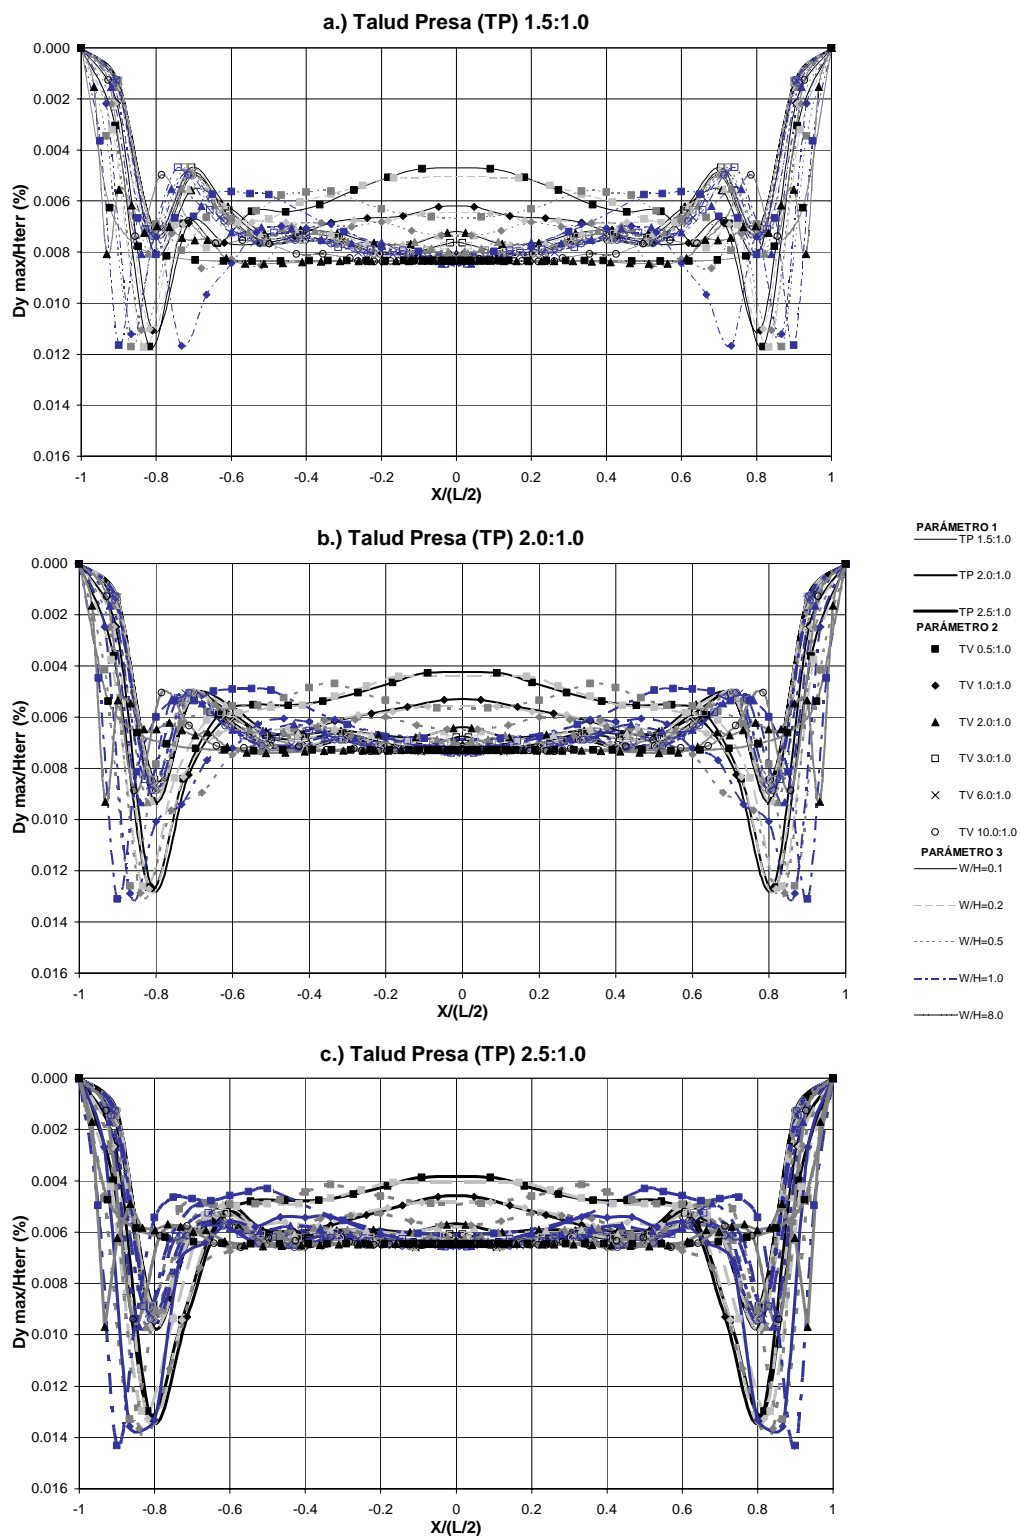 a.) Talud Presa (TP) 1.5:1.0
0.000
0.002
0.004
0.006
0.008
0.010
0.012
0.014
0.016
Dy max/Hterr (%)
-1 -0.8 -0.6 -0.4 -0.2 0 0.2 0.4 0.6 0.8 1
X/(L/2)
b.) Talud Presa (TP) 2.0:1.0
0.000
0.002
0.004
0.006
0.008
0.010
0.012
0.014
0.016
Dy max/Hterr (%)
-1 -0.8 -0.6 -0.4 -0.2 0 0.2 0.4 0.6 0.8 1
X/(L/2)
PARÁMETRO 1
TP 1.5:1.0
TP 2.0:1.0
TP 2.5:1.0
PARÁMETRO 2
TV 0.5:1.0
TV 1.0:1.0
TV 2.0:1.0
TV 3.0:1.0
TV 6.0:1.0
TV 10.0:1.0
PARÁMETRO 3
W/H=0.1
W/H=0.2
W/H=0.5
W/H=1.0
W/H=8.0
c.) Talud Presa (TP) 2.5:1.0
0.000
0.002
0.004
0.006
0.008
0.010
0.012
0.014
0.016
Dy max/Hterr (%)
-1 -0.8 -0.6 -0.4 -0.2 0 0.2 0.4 0.6 0.8 1
X/(L/2)